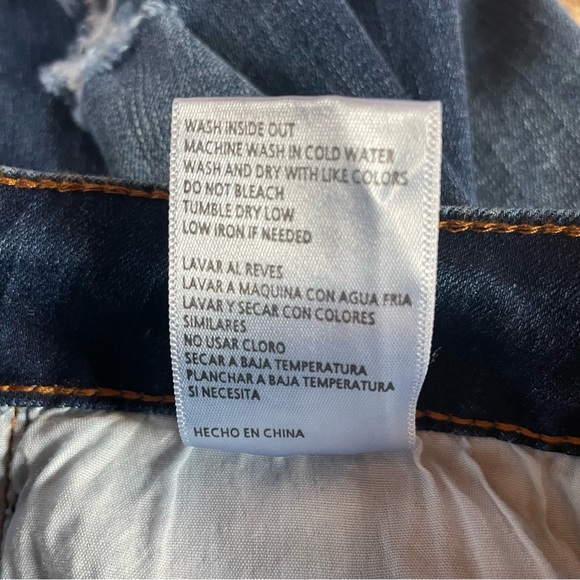 WASH INSIDE OUT
MACHINE WASH IN COLD WATER
WASH AND DRY WITH LIKE COLORS
DO NOT BLEACH
TUMBLE DRY LOW
LOW IRON IF NEEDED
LAVAR AL REVES
LAVAR A MAQUINA CON AGUA FRIA
LAVAR Y SECAR CON COLORES
SIMILARES
NO USAR CLORO
SECAR A BAJA TEMPERATURA
PLANCHAR A BAJA TEMPERATURA
SI NECESITA
HECHO EN CHINA